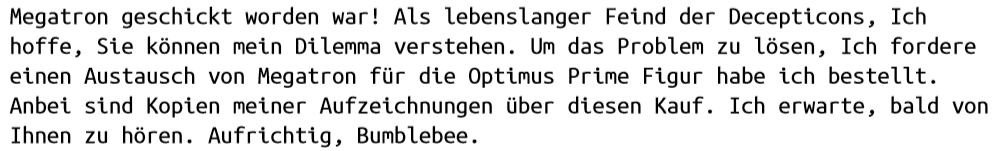 Megatron geschickt worden war! Als lebenslanger Feind der Decepticons, Ich
hoffe, Sie können mein Dilemma verstehen. Um das Problem zu lösen, Ich fordere
einen Austausch von Megatron für die Optimus Prime Figur habe ich bestellt.
Anbei sind Kopien meiner Aufzeichnungen über diesen Kauf. Ich erwarte, bald von
Ihnen zu hören. Aufrichtig, Bumblebee.